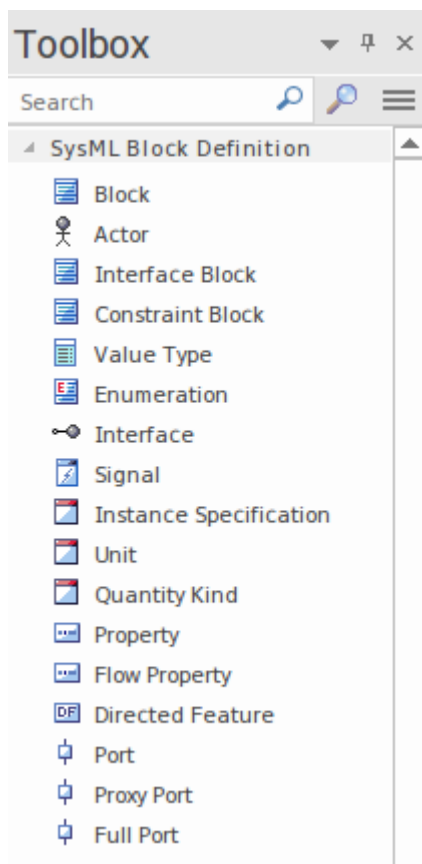 Toolbox
Search
SysML Block Definition
Block
Actor
Interface Block
Constraint Block
Value Type
Enumeration
Interface
Signal
Instance Specification
Unit
Quantity Kind
Property
Flow Property
DF Directed Feature
Port
Proxy Port
Full Port